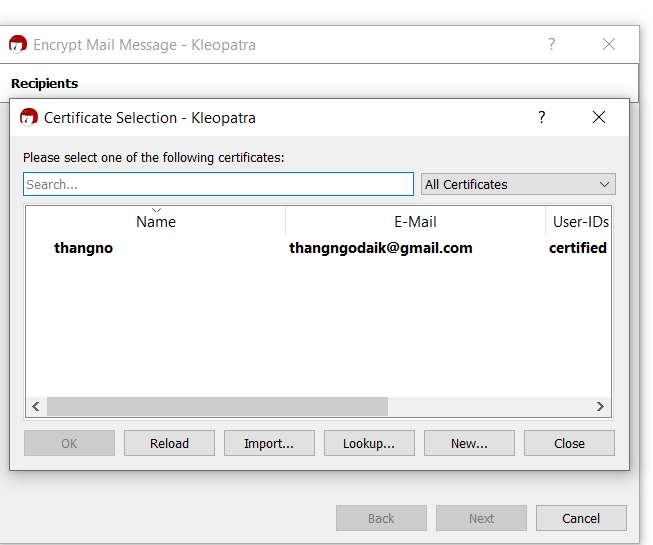 Encrypt Mail Message - Kleopatra ?
Recipients
Certificate Selection - Kleopatra ?
Please select one of the following certificates:
Search... All Certificates
Name E-Mail User-IDs
thangno thangngodaik@gmail.com certified
OK Reload Import... Lookup... New... Close
Back Next Cancel